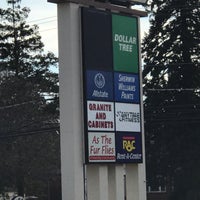 DOLLAR
TREE
Allstate
SHERWIN
WILLIAMS
PAINTS
GRANITE
AND
CABINETS
As The
Fur Flies
RAC
Rent-A-Center